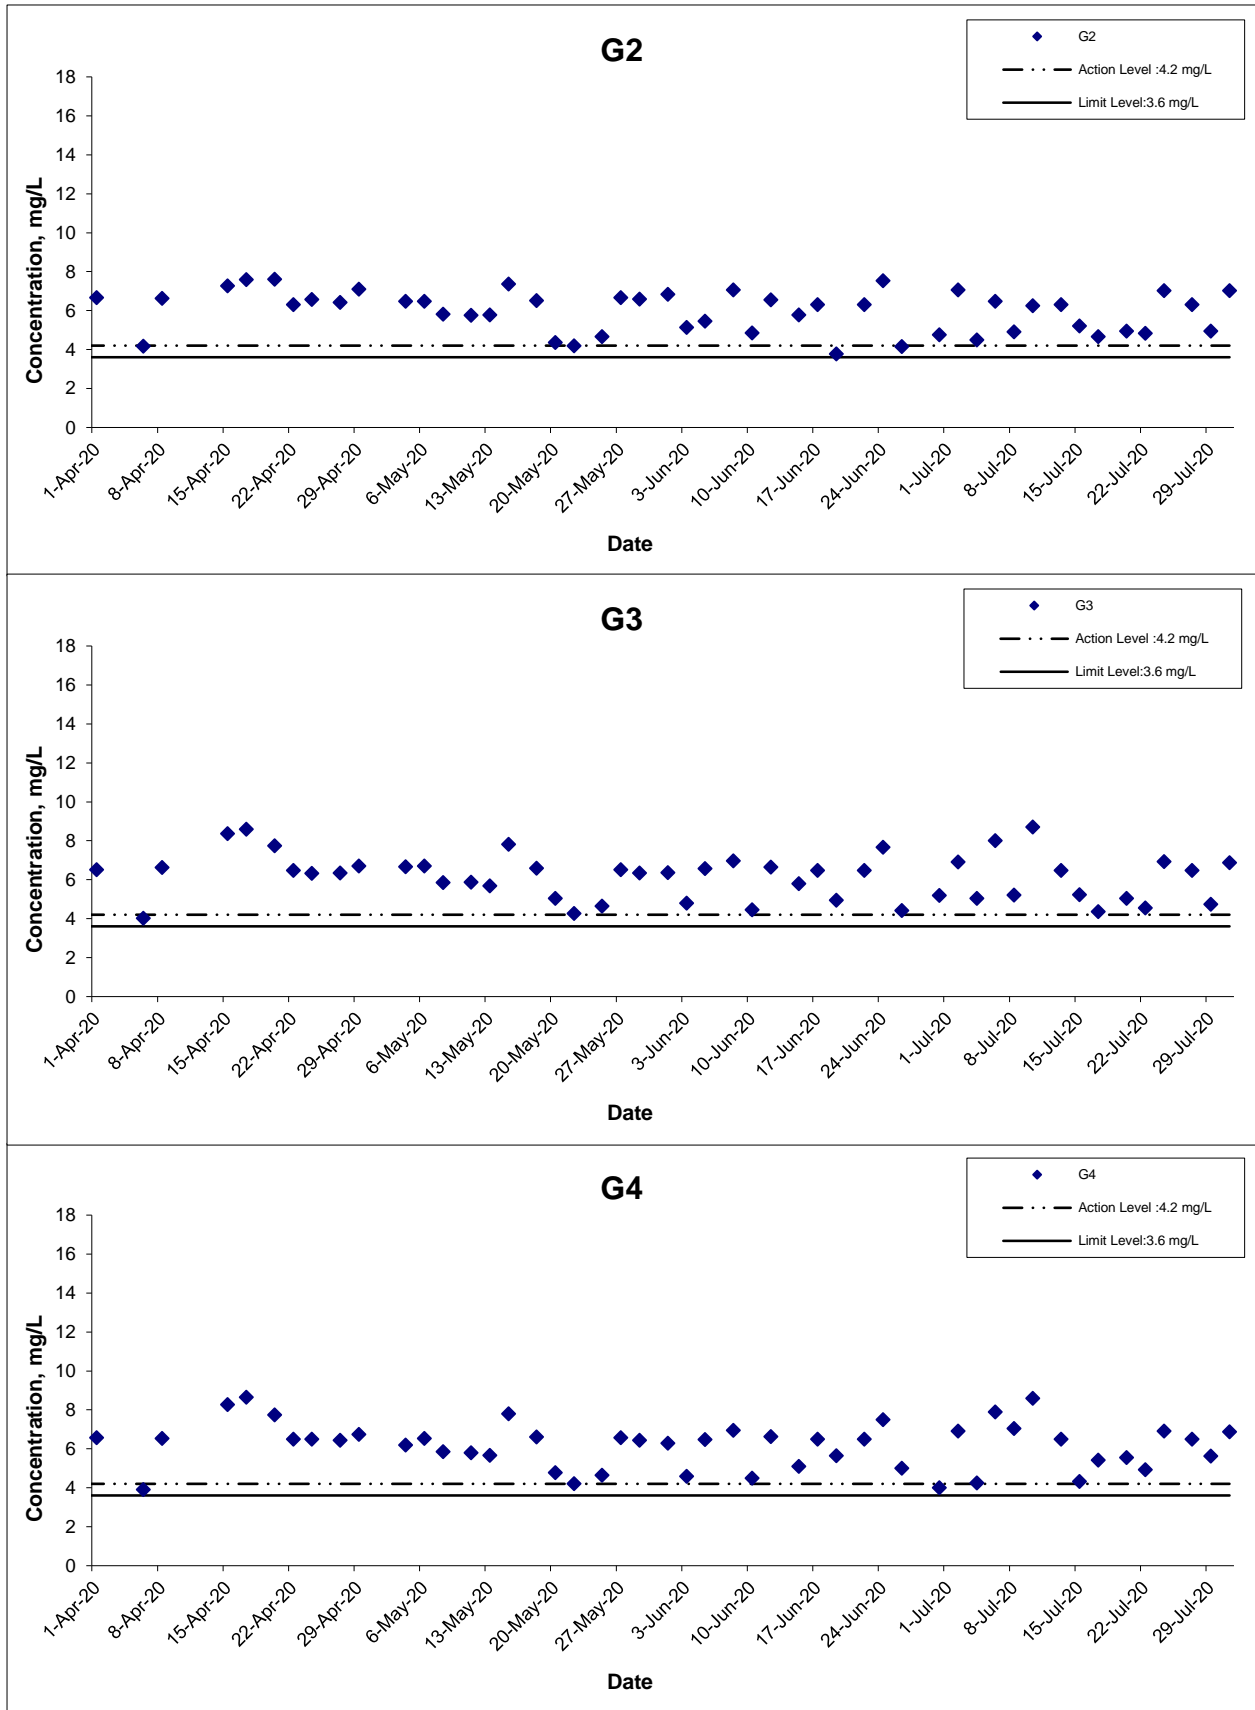 G2
G2
Action Level :4.2 mg/L
Limit Level:3.6 mg/L
Concentration, mg/L
18
16
14
12
10
8
6
4
2
0
1-Apr-20
8-Apr-20
15-Apr-20
22-Apr-20
29-Apr-20
6-May-20
13-May-20
20-May-20
27-May-20
3-Jun-20
10-Jun-20
17-Jun-20
24-Jun-20
1-Jul-20
8-Jul-20
15-Jul-20
22-Jul-20
29-Jul-20
Date
G3
G3
Action Level :4.2 mg/L
Limit Level:3.6 mg/L
Concentration, mg/L
18
16
14
12
10
8
6
4
2
0
1-Apr-20
8-Apr-20
15-Apr-20
22-Apr-20
29-Apr-20
6-May-20
13-May-20
20-May-20
27-May-20
3-Jun-20
10-Jun-20
17-Jun-20
24-Jun-20
1-Jul-20
8-Jul-20
15-Jul-20
22-Jul-20
29-Jul-20
Date
G4
G4
Action Level :4.2 mg/L
Limit Level:3.6 mg/L
Concentration, mg/L
18
16
14
12
10
8
6
4
2
0
1-Apr-20
8-Apr-20
15-Apr-20
22-Apr-20
29-Apr-20
6-May-20
13-May-20
20-May-20
27-May-20
3-Jun-20
10-Jun-20
17-Jun-20
24-Jun-20
1-Jul-20
8-Jul-20
15-Jul-20
22-Jul-20
29-Jul-20
Date